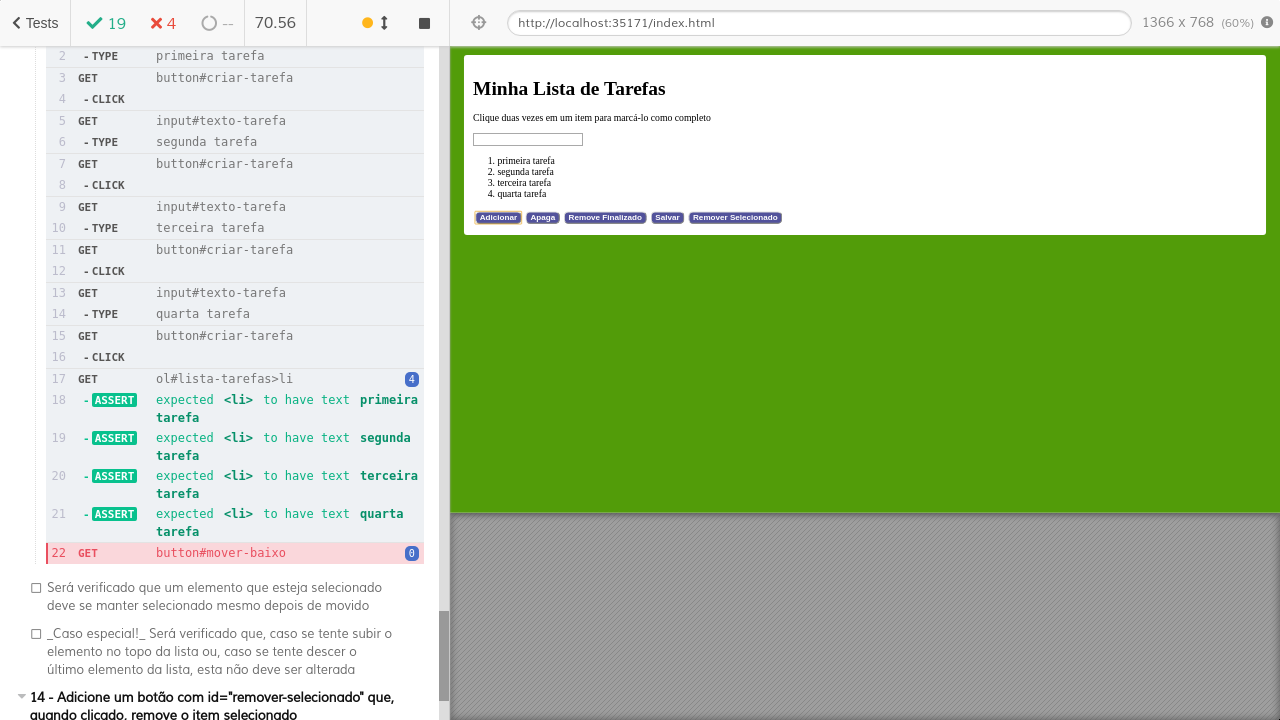 Tests 19 4 -- 70.56
http://localhost:35171/index.html 1366 x 768 (60%)
2 - TYPE primeira tarefa
3 GET button#criar-tarefa
4 - CLICK
5 GET input#texto-tarefa
6 - TYPE segunda tarefa
7 GET button#criar-tarefa
8 - CLICK
9 GET input#texto-tarefa
10 - TYPE terceira tarefa
11 GET button#criar-tarefa
12 - CLICK
13 GET input#texto-tarefa
14 - TYPE quarta tarefa
15 GET button#criar-tarefa
16 - CLICK
17 GET ol#lista-tarefas>li 4
18 - ASSERT expected <li> to have text primeira
tarefa
19 - ASSERT expected <li> to have text segunda
tarefa
20 - ASSERT expected <li> to have text terceira
tarefa
21 - ASSERT expected <li> to have text quarta
tarefa
22 GET button#mover-baixo 0
Será verificado que um elemento que esteja selecionado
deve se manter selecionado mesmo depois de movido
_Caso especial!_ Será verificado que, caso se tente subir o
elemento no topo da lista ou, caso se tente descer o
último elemento da lista, esta não deve ser alterada
14 - Adicione um botão com id="remover-selecionado" que,
quando clicado, remove o item selecionado
Minha Lista de Tarefas
Clique duas vezes em um item para marcá-lo como completo
1. primeira tarefa
2. segunda tarefa
3. terceira tarefa
4. quarta tarefa
Adicionar Apaga Remove Finalizado Salvar Remover Selecionado